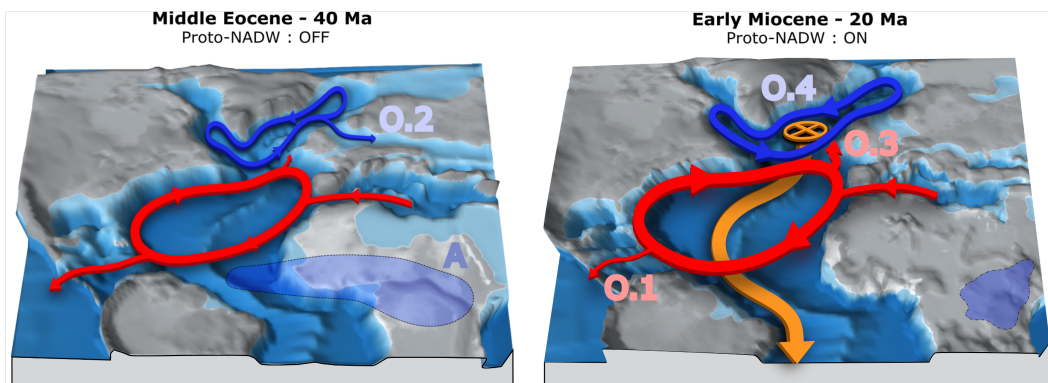 Middle Eocene - 40 Ma
Proto-NADW : OFF
0.2
A
Early Miocene - 20 Ma
Proto-NADW : ON
0.4
0.3
0.1